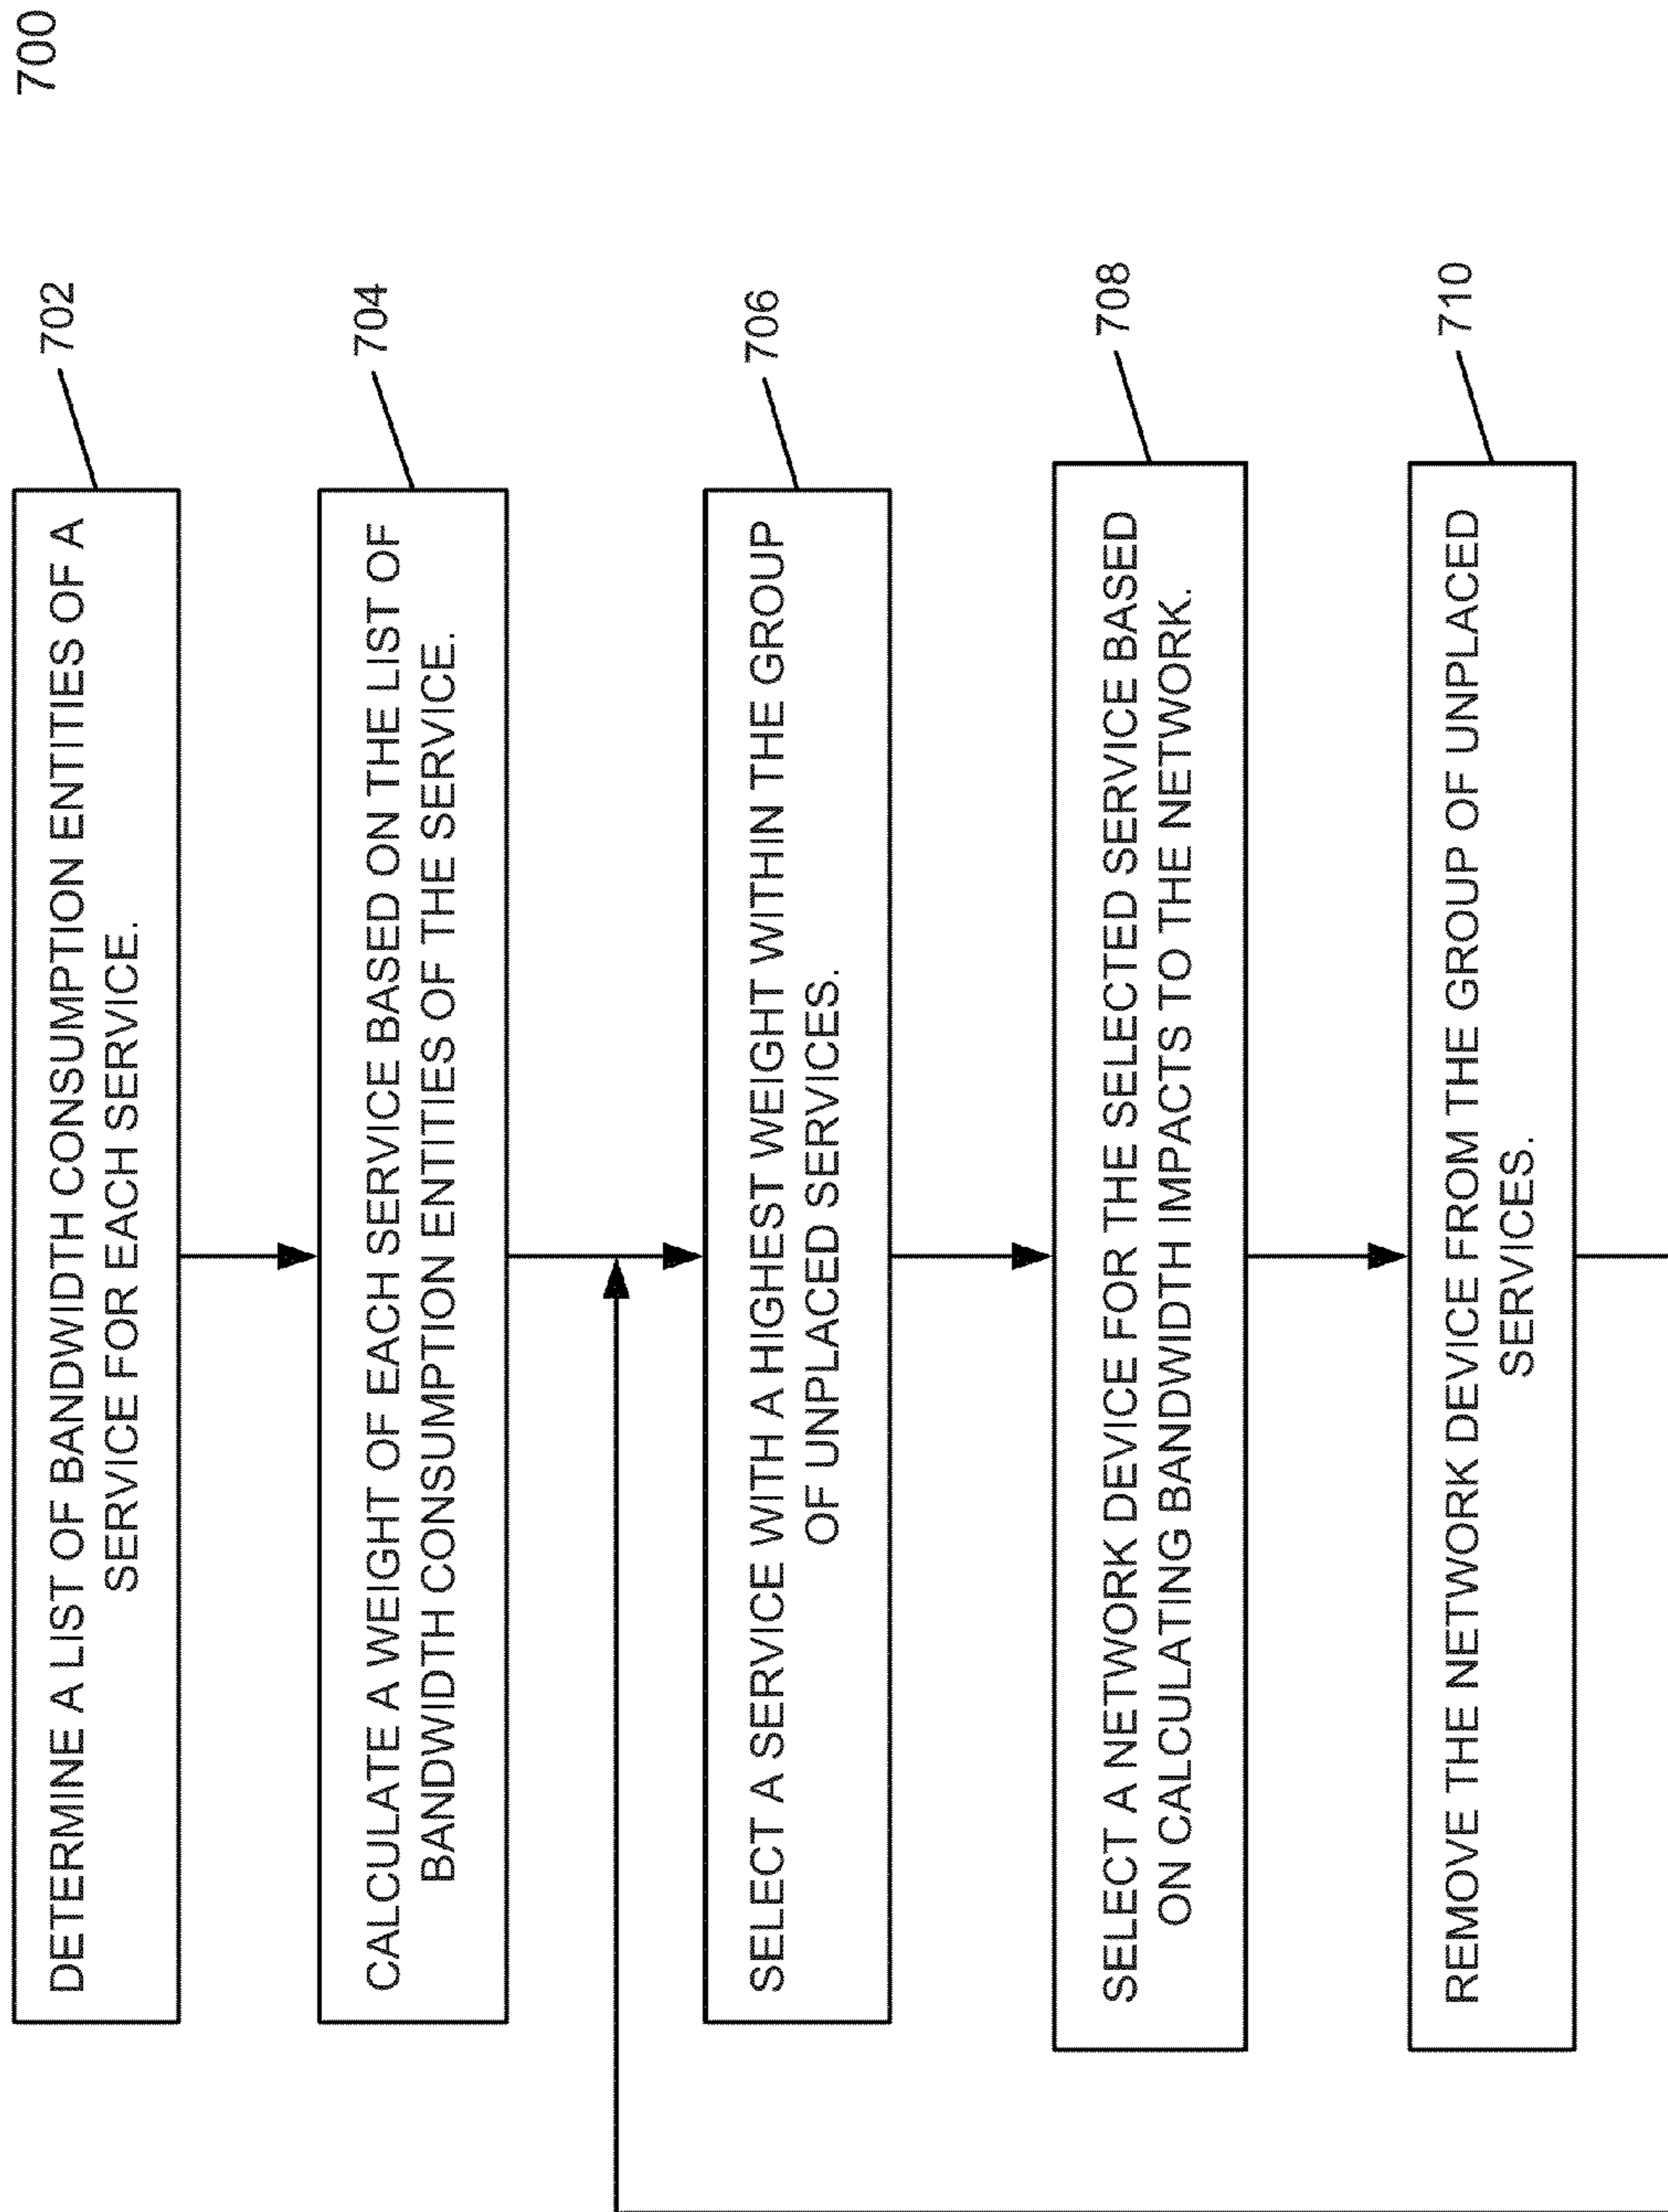 700
DETERMINE A LIST OF BANDWIDTH CONSUMPTION ENTITIES OF A
SERVICE FOR EACH SERVICE.
702
CALCULATE A WEIGHT OF EACH SERVICE BASED ON THE LIST OF
BANDWIDTH CONSUMPTION ENTITIES OF THE SERVICE.
704
SELECT A SERVICE WITH A HIGHEST WEIGHT WITHIN THE GROUP
OF UNPLACED SERVICES.
706
SELECT A NETWORK DEVICE FOR THE SELECTED SERVICE BASED
ON CALCULATING BANDWIDTH IMPACTS TO THE NETWORK.
708
REMOVE THE NETWORK DEVICE FROM THE GROUP OF UNPLACED
SERVICES.
710